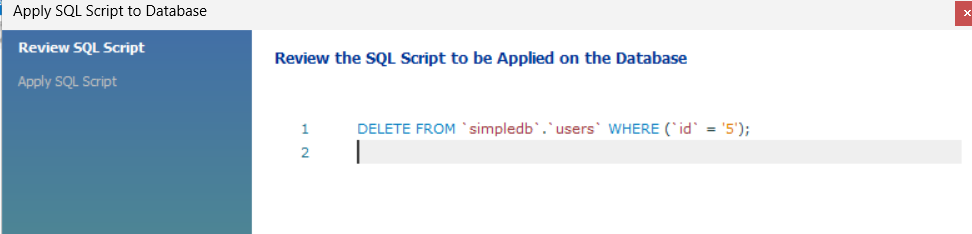 Apply SQL Script to Database
Review SQL Script
Apply SQL Script
Review the SQL Script to be Applied on the Database
1 DELETE FROM `simpledb`.`users` WHERE (`id` = '5');
2